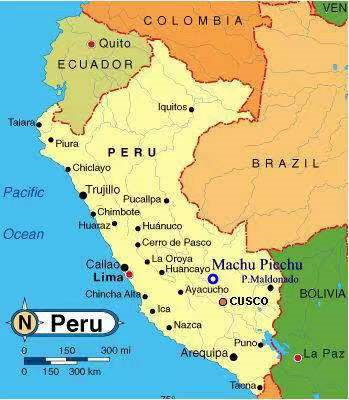 COLOMBIA
VEN
Quito
ECUADOR
Iquitos
Talara
PERU
Piura
Chiclayo
BRAZIL
Pacific
Trujillo
Pucallpa
Chimbote
Huaraz
Huánuco
Ocean
Cerro de Pasco
La Oroya
Machu Picchu
Callao
Huancayo
P.Maldonado
Lima
Ayacucho
BOLIVIA
Chincha Alta
CUSCO
Ica
N Peru
Nazca
Puno
0 150 300 mi
Arequipa
La Paz
0 150 300 km
Tacna
75°